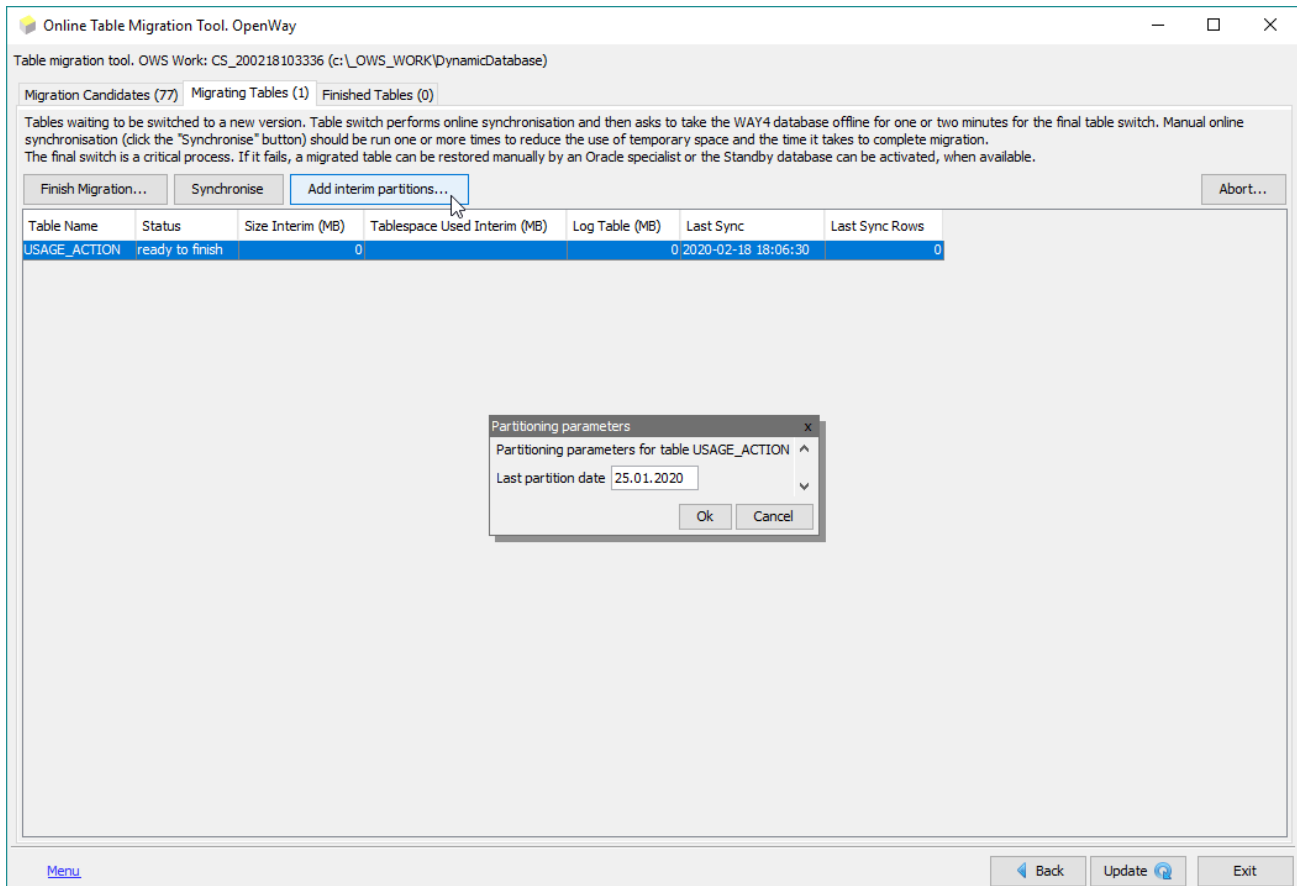 Online Table Migration Tool. OpenWay
Table migration tool. OWS Work: CS_200218103336 (c:\_OWS_WORK\DynamicDatabase)
Migration Candidates (77) Migrating Tables (1) Finished Tables (0)
Tables waiting to be switched to a new version. Table switch performs online synchronisation and then asks to take the WAY4 database offline for one or two minutes for the final table switch. Manual online
synchronisation (click the "Synchronise" button) should be run one or more times to reduce the use of temporary space and the time it takes to complete migration.
The final switch is a critical process. If it fails, a migrated table can be restored manually by an Oracle specialist or the Standby database can be activated, when available.
Finish Migration... Synchronise Add interim partitions... Abort...
Table Name Status Size Interim (MB) Tablespace Used Interim (MB) Log Table (MB) Last Sync Last Sync Rows
USAGE_ACTION ready to finish 0 0 2020-02-18 18:06:30 0
Partitioning parameters x
Partitioning parameters for table USAGE_ACTION
Last partition date 25.01.2020
Ok Cancel
Menu Back Update Exit